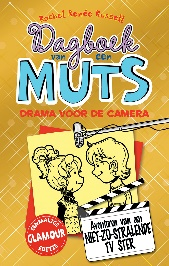 Rachel Renée Russell
Dagboek
van een
MUTS
DRAMA VOOR DE CAMERA
GLAMOUR
EDITIE
Avonturen van een
NIET-ZO-STRALENDE
TV STER